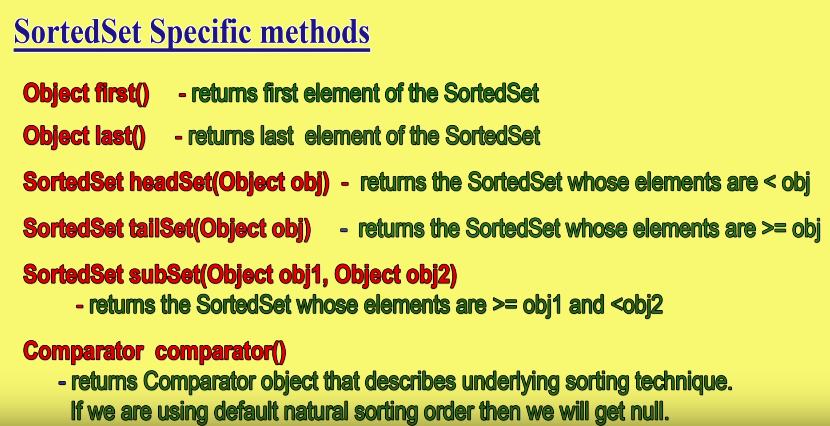 SortedSet Specific methods
Object first() - returns first element of the SortedSet
Object last() - returns last element of the SortedSet
SortedSet headSet(Object obj) - returns the SortedSet whose elements are < obj
SortedSet tailSet(Object obj) - returns the SortedSet whose elements are >= obj
SortedSet subSet(Object obj1, Object obj2)
- returns the SortedSet whose elements are >= obj1 and <obj2
Comparator comparator()
- returns Comparator object that describes underlying sorting technique.
If we are using default natural sorting order then we will get null.